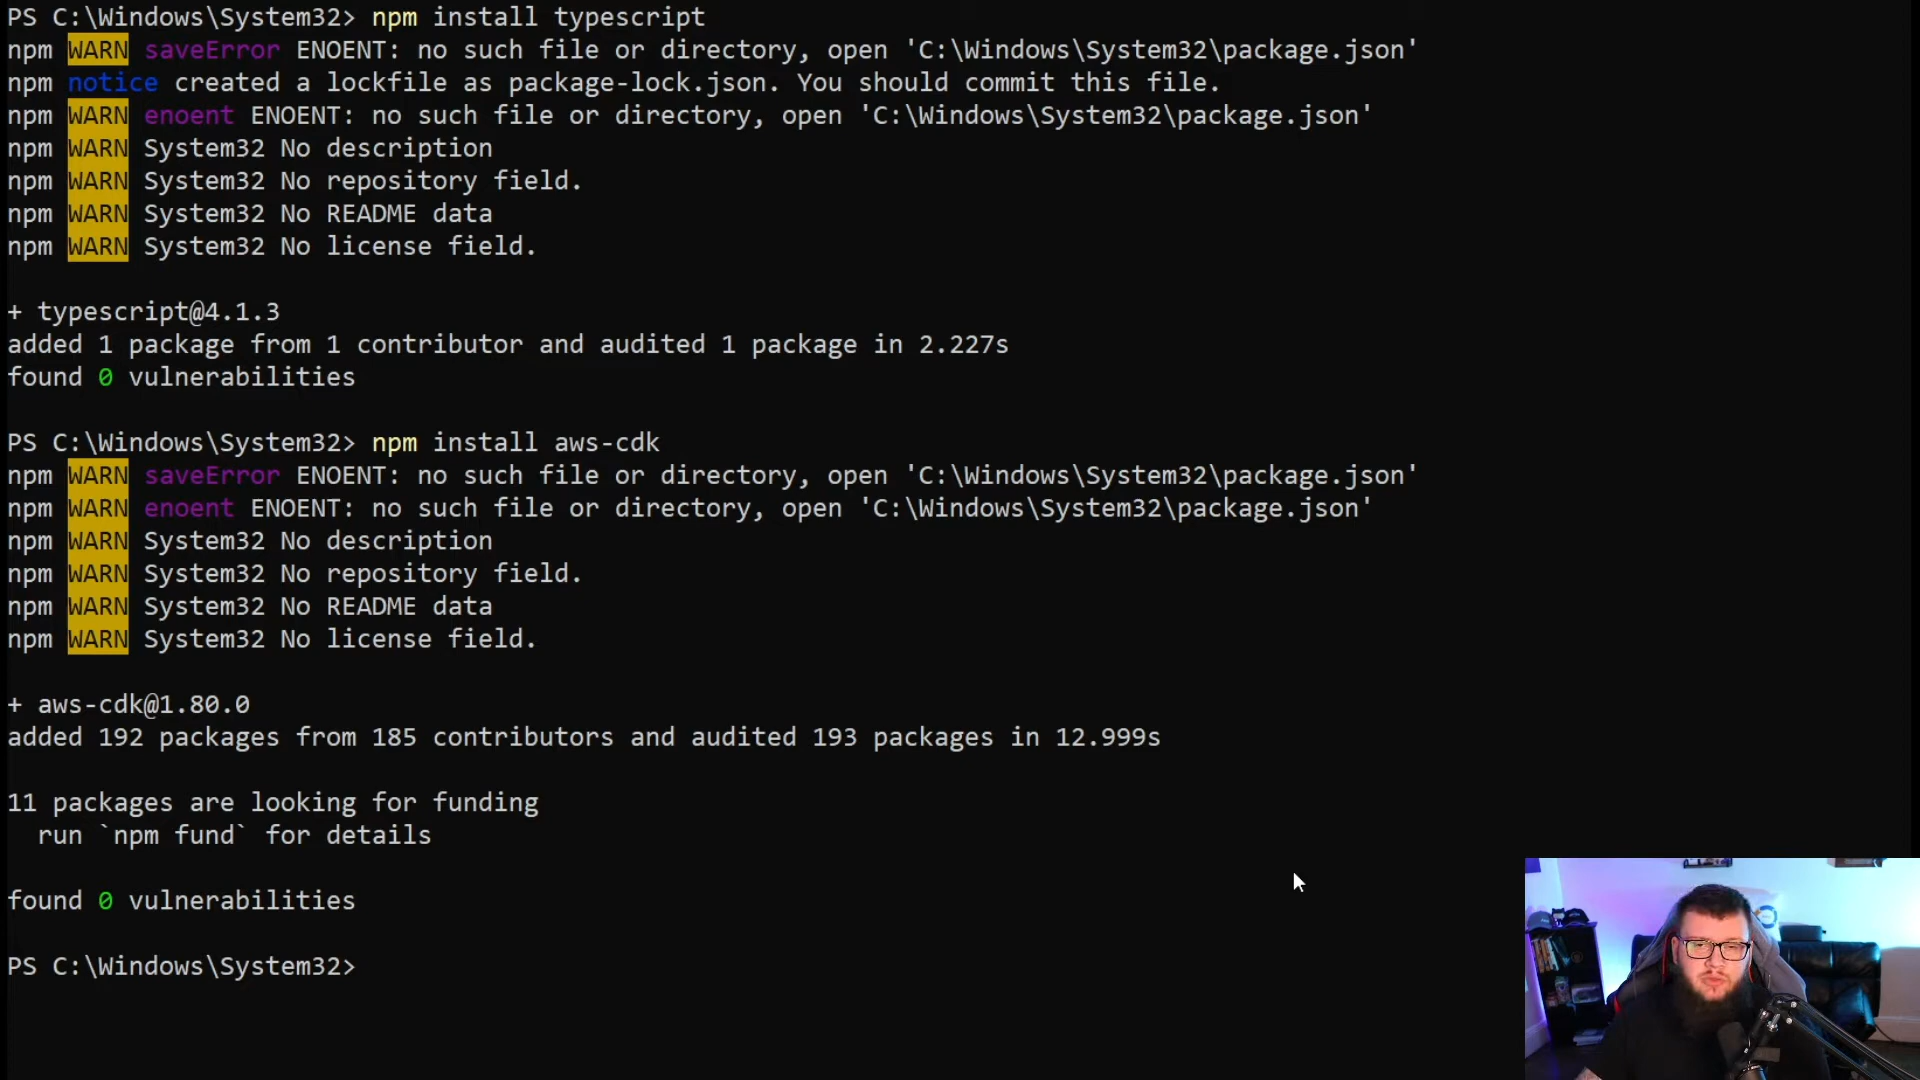 PS C:\Windows\System32> npm install typescript
npm WARN saveError ENOENT: no such file or directory, open 'C:\Windows\System32\package.json'
npm notice created a lockfile as package-lock.json. You should commit this file.
npm WARN enoent ENOENT: no such file or directory, open 'C:\Windows\System32\package.json'
npm WARN System32 No description
npm WARN System32 No repository field.
npm WARN System32 No README data
npm WARN System32 No license field.
+ typescript@4.1.3
added 1 package from 1 contributor and audited 1 package in 2.227s
found 0 vulnerabilities
PS C:\Windows\System32> npm install aws-cdk
npm WARN saveError ENOENT: no such file or directory, open 'C:\Windows\System32\package.json'
npm WARN enoent ENOENT: no such file or directory, open 'C:\Windows\System32\package.json'
npm WARN System32 No description
npm WARN System32 No repository field.
npm WARN System32 No README data
npm WARN System32 No license field.
+ aws-cdk@1.80.0
added 192 packages from 185 contributors and audited 193 packages in 12.999s
11 packages are looking for funding
run `npm fund` for details
found 0 vulnerabilities
PS C:\Windows\System32>